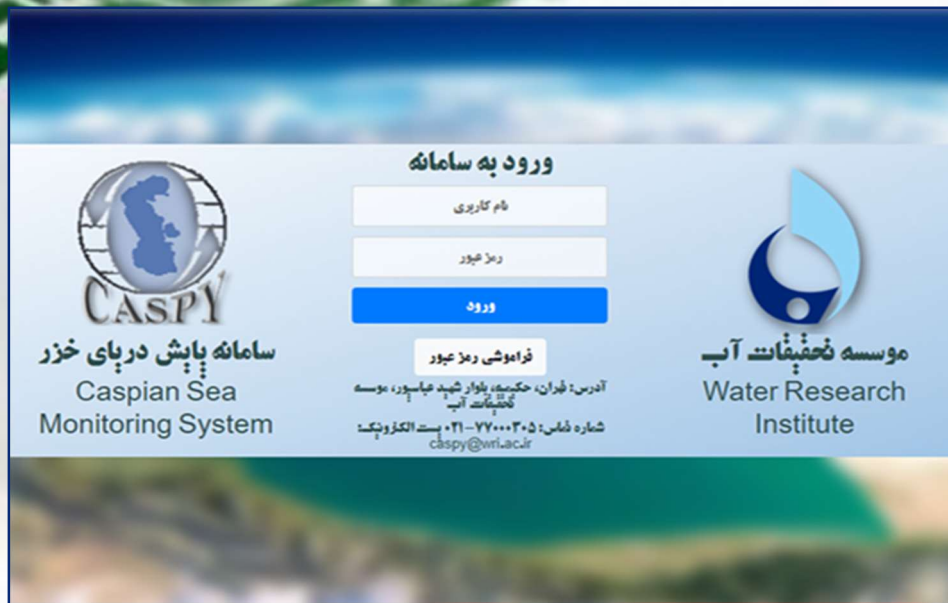 ورود به سامانه
نام کاربری
رمز عبور
ورود
فراموشی رمز عبور
آدرس: تهران، حکیمیه، بلوار شهید عباسپور، موسسه
تحقیقات آب
شماره تماس: ۷۷۰۰۰۳۰۵-۰۲۱ پست الکترونیک:
caspy@wri.ac.ir
موسسه تحقیقات آب
Water Research
Institute
CASPY
سامانه پایش دریای خزر
Caspian Sea
Monitoring System